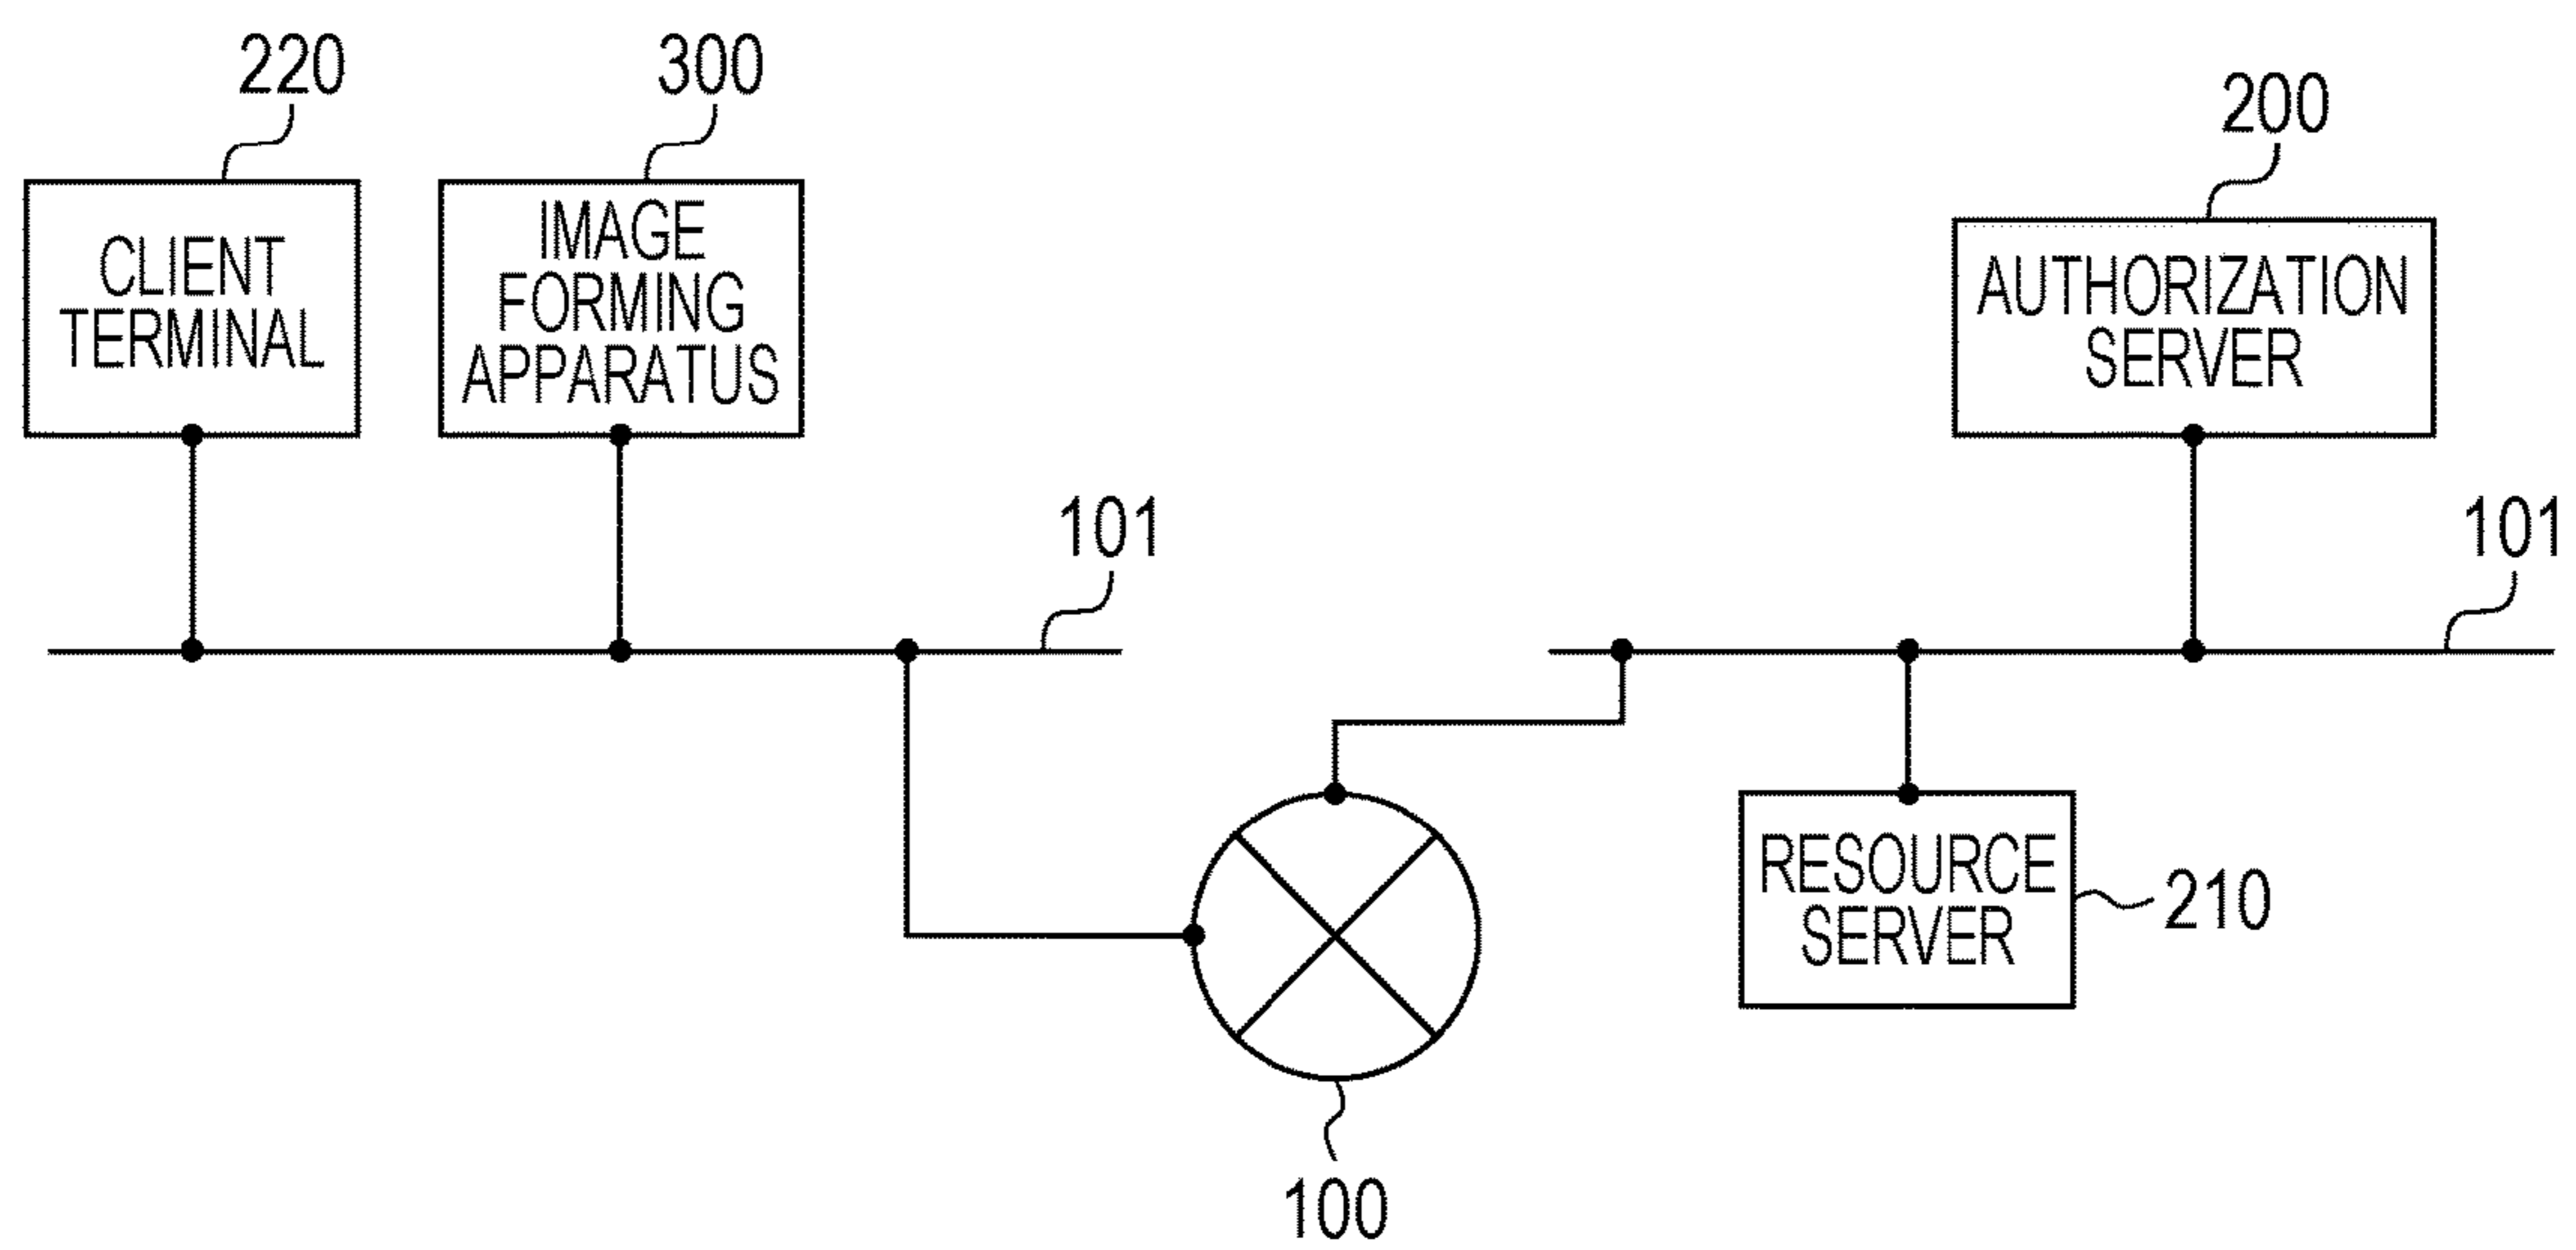 220
300
200
CLIENT
TERMINAL
IMAGE
FORMING
APPARATUS
AUTHORIZATION
SERVER
101
101
RESOURCE
SERVER
210
100